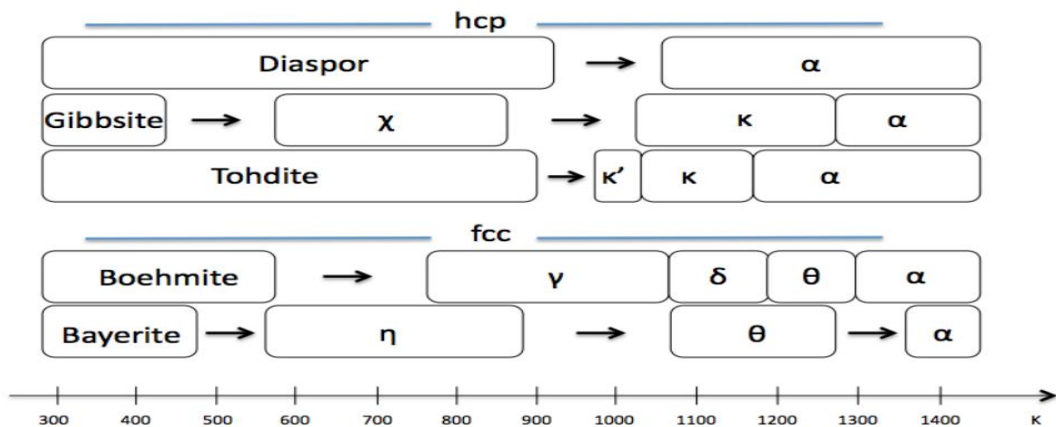 hcp
Diaspor → α
Gibbsite → χ → κ α
Tohdite → κ’ κ α
fcc
Boehmite → γ δ θ α
Bayerite → η → θ → α
300 400 500 600 700 800 900 1000 1100 1200 1300 1400 K